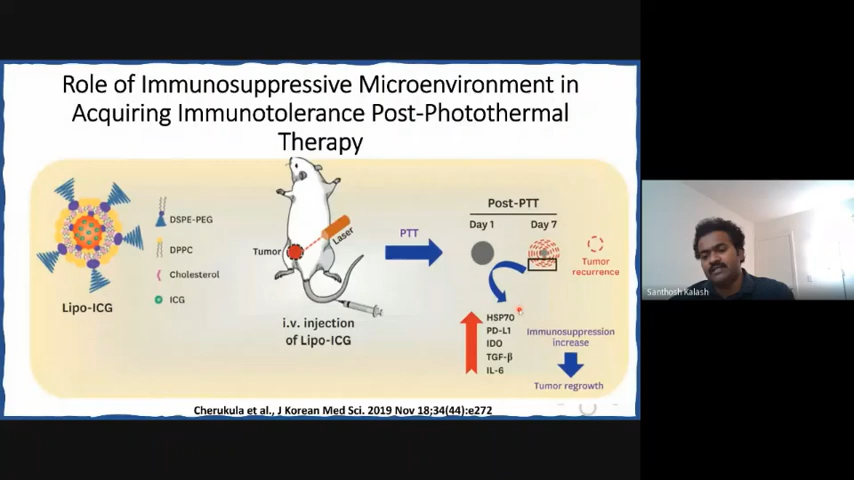 Role of Immunosuppressive Microenvironment in
Acquiring Immunotolerance Post-Photothermal
Therapy
DSPE-PEG
DPPC
Cholesterol
ICG
Lipo-ICG
Tumor
Laser
i.v. injection
of Lipo-ICG
PTT
Post-PTT
Day 1
Day 7
Tumor
recurrence
HSP70
PD-L1
IDO
TGF-β
IL-6
Immunosuppression
increase
Tumor regrowth
Cherukula et al., J Korean Med Sci. 2019 Nov 18;34(44):e272
Santhosh Kalash